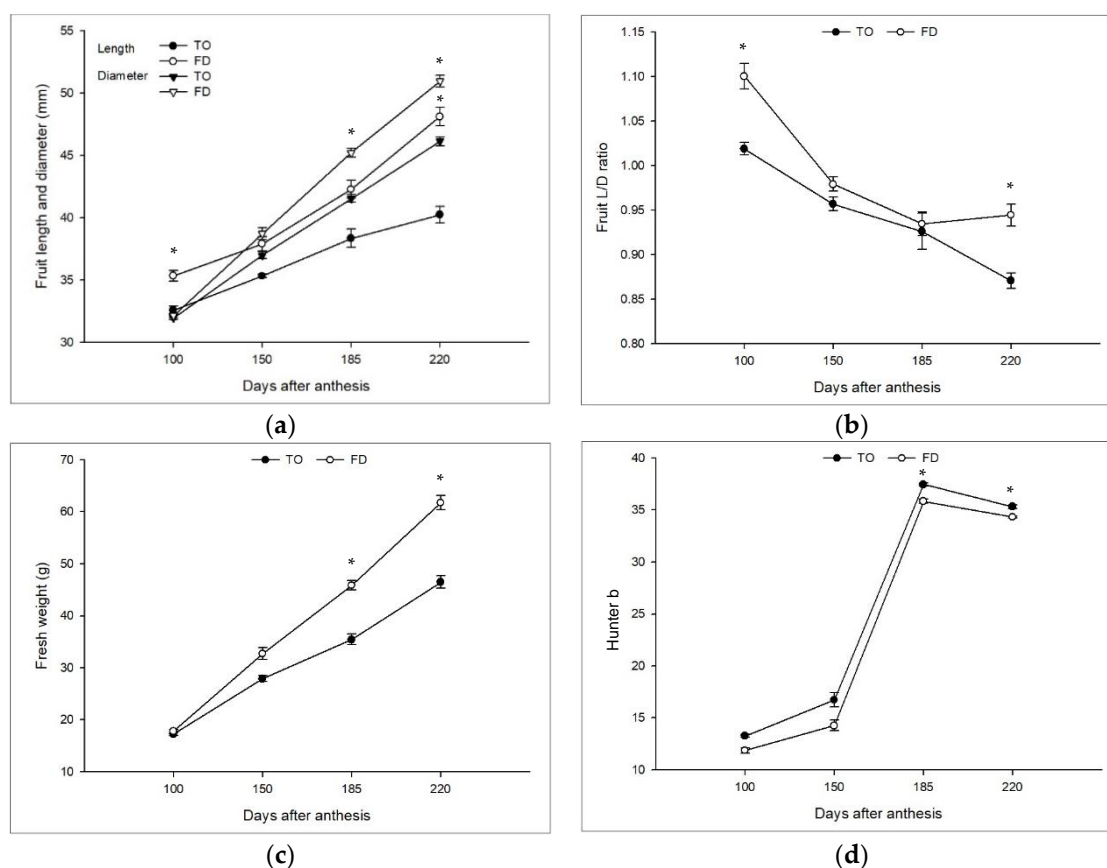 Length TO
FD
Diameter TO
FD
*
*
*
*
55
50
45
40
35
30
Fruit length and diameter (mm)
100 150 185 220
Days after anthesis
(a)
TO FD
*
*
1.15
1.10
1.05
1.00
0.95
0.90
0.85
0.80
Fruit L/D ratio
100 150 185 220
Days after anthesis
(b)
TO FD
*
*
70
60
50
40
30
20
10
Fresh weight (g)
100 150 185 220
Days after anthesis
(c)
TO FD
* *
40
35
30
25
20
15
10
Hunter b
100 150 185 220
Days after anthesis
(d)